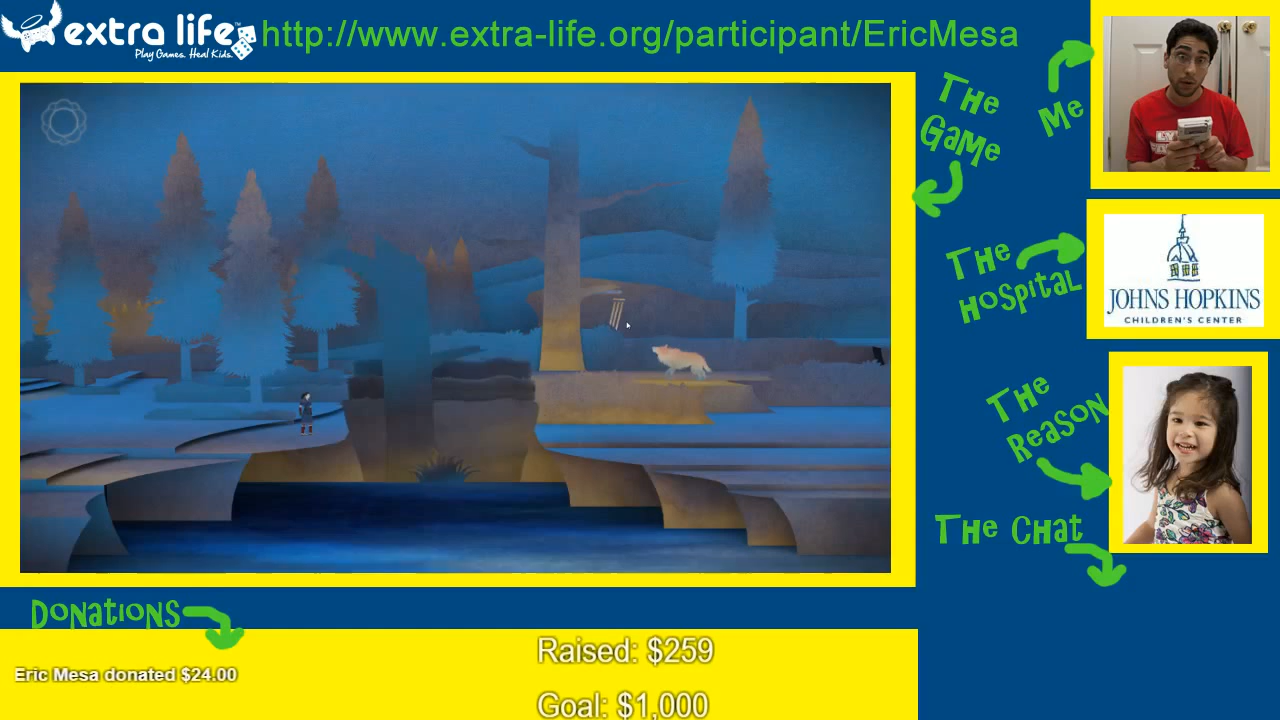 extra life
Play Games. Heal Kids.
http://www.extra-life.org/participant/EricMesa
The Game
Me
The Hospital
JOHNS HOPKINS
CHILDREN'S CENTER
The Reason
The Chat
Donations
Eric Mesa donated $24.00
Raised: $259
Goal: $1,000